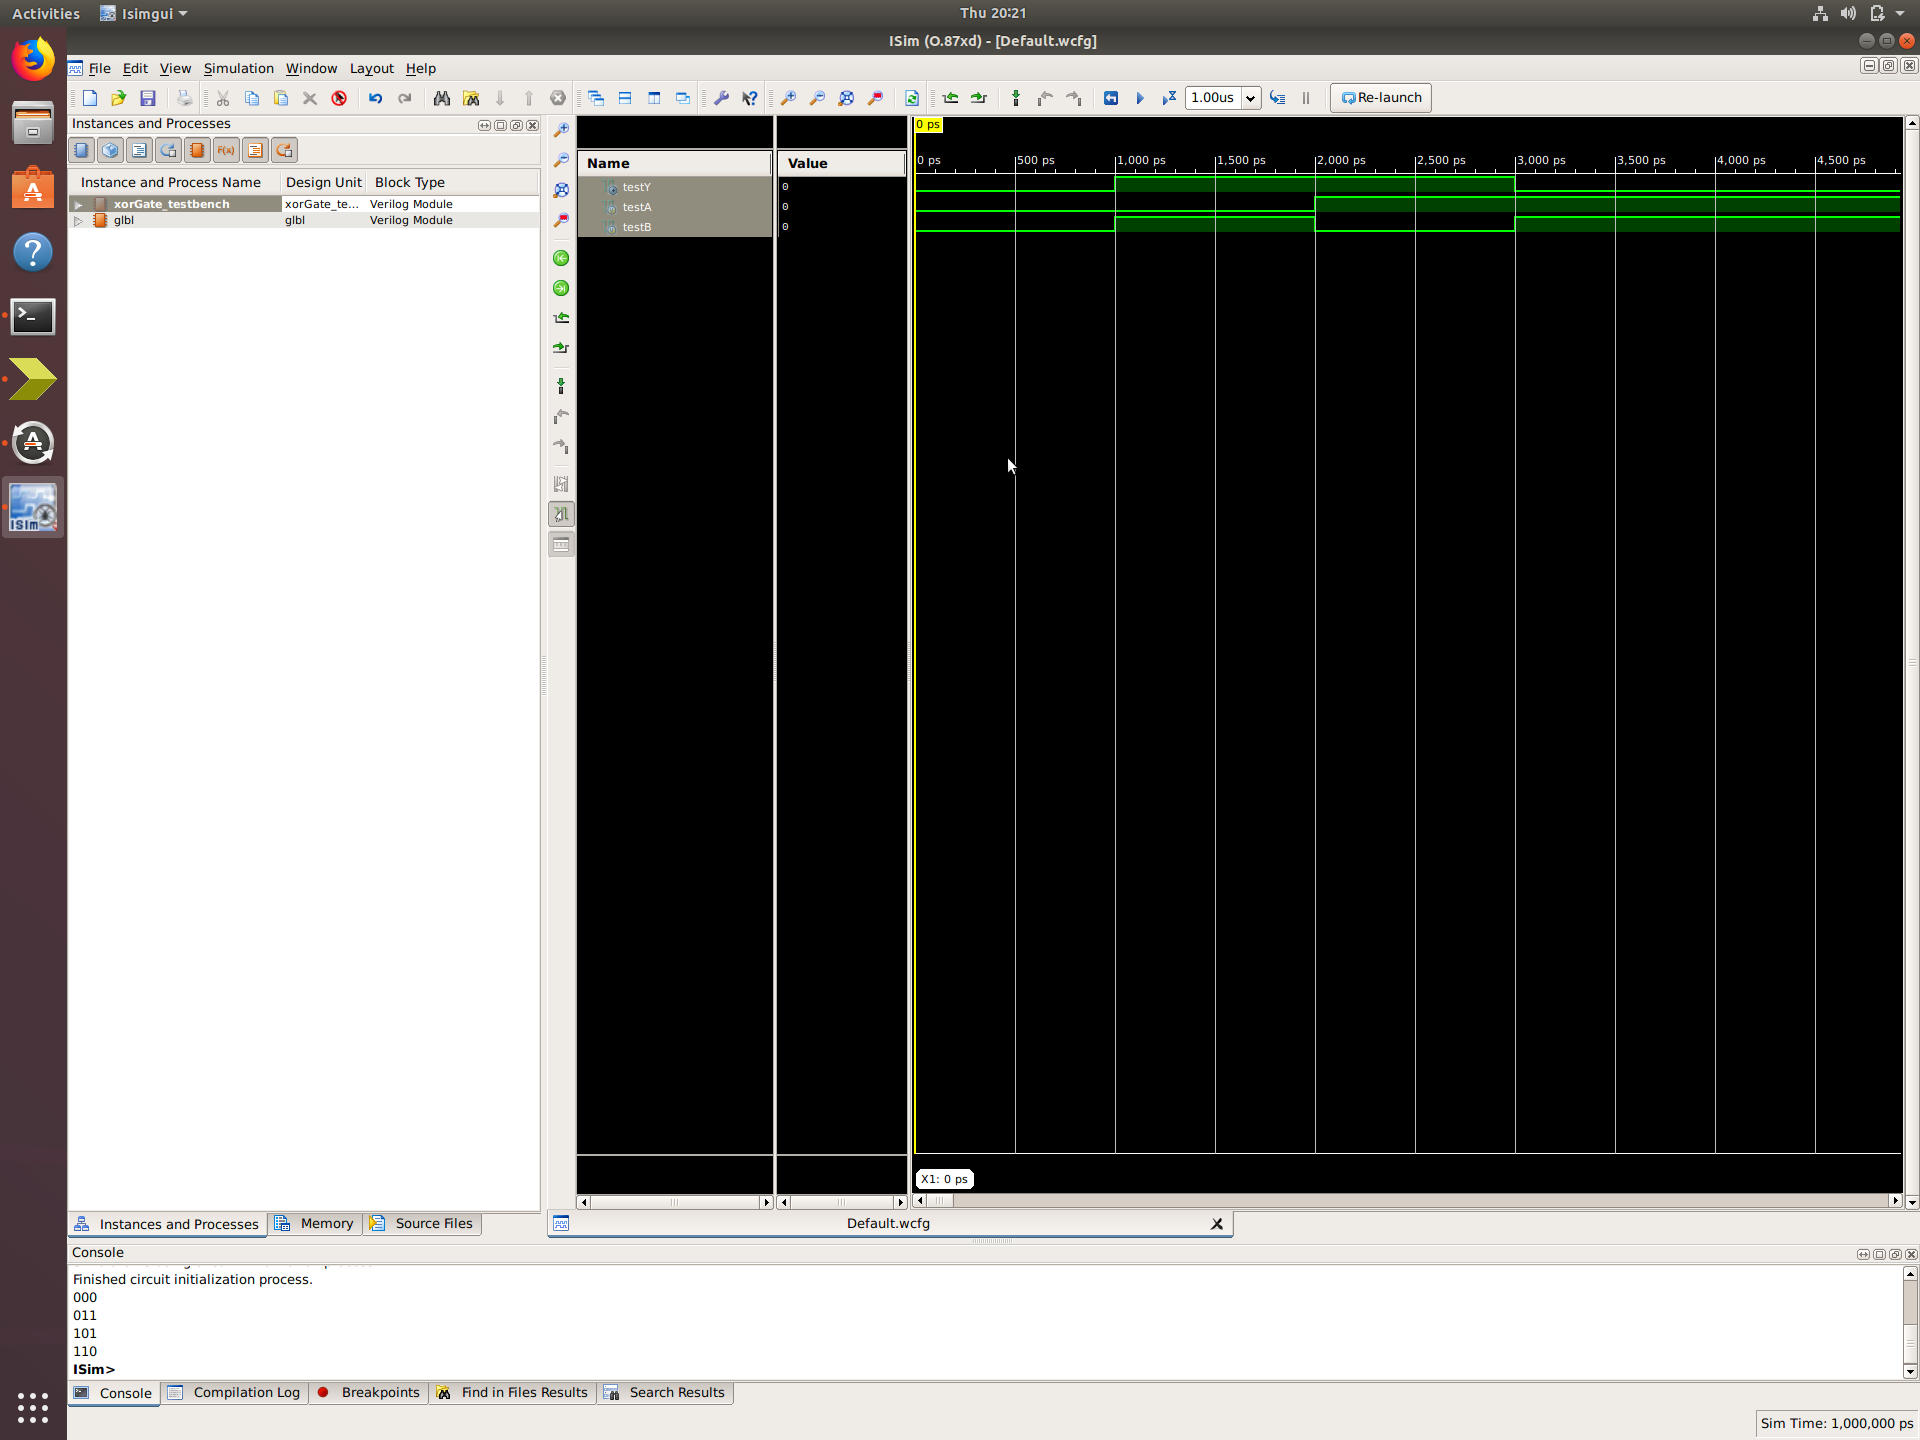 Activities Isimgui Thu 20:21
ISim (O.87xd) - [Default.wcfg]
File Edit View Simulation Window Layout Help
1.00us Re-launch
Instances and Processes
F(x)
Instance and Process Name Design Unit Block Type
xorGate_testbench xorGate_te... Verilog Module
glbl glbl Verilog Module
Name Value
testY 0
testA 0
testB 0
0 ps
0 ps 500 ps 1,000 ps 1,500 ps 2,000 ps 2,500 ps 3,000 ps 3,500 ps 4,000 ps 4,500 ps
X1: 0 ps
ISim
Instances and Processes Memory Source Files
Default.wcfg
Console
Finished circuit initialization process.
000
011
101
110
ISim>
Console Compilation Log Breakpoints Find in Files Results Search Results
Sim Time: 1,000,000 ps